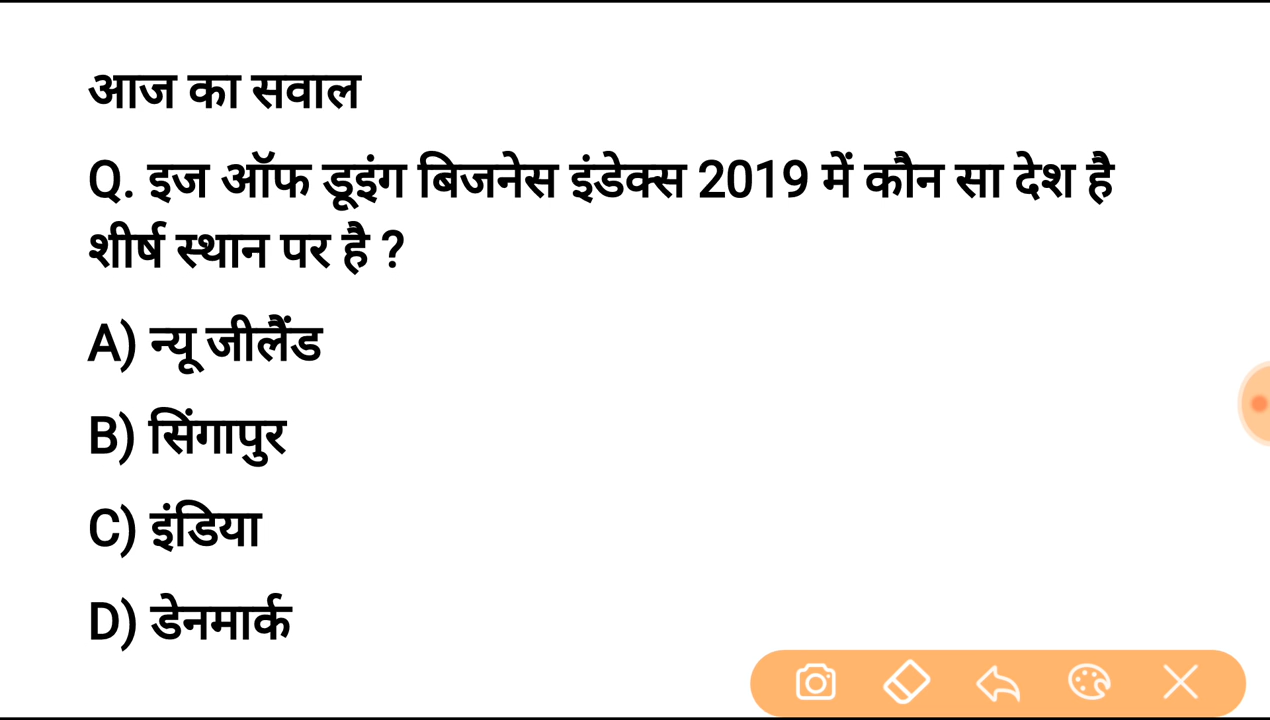 आज का सवाल
Q. इज ऑफ डूइंग बिजनेस इंडेक्स 2019 में कौन सा देश है
शीर्ष स्थान पर है ?
A) न्यू जीलैंड
B) सिंगापुर
C) इंडिया
D) डेनमार्क